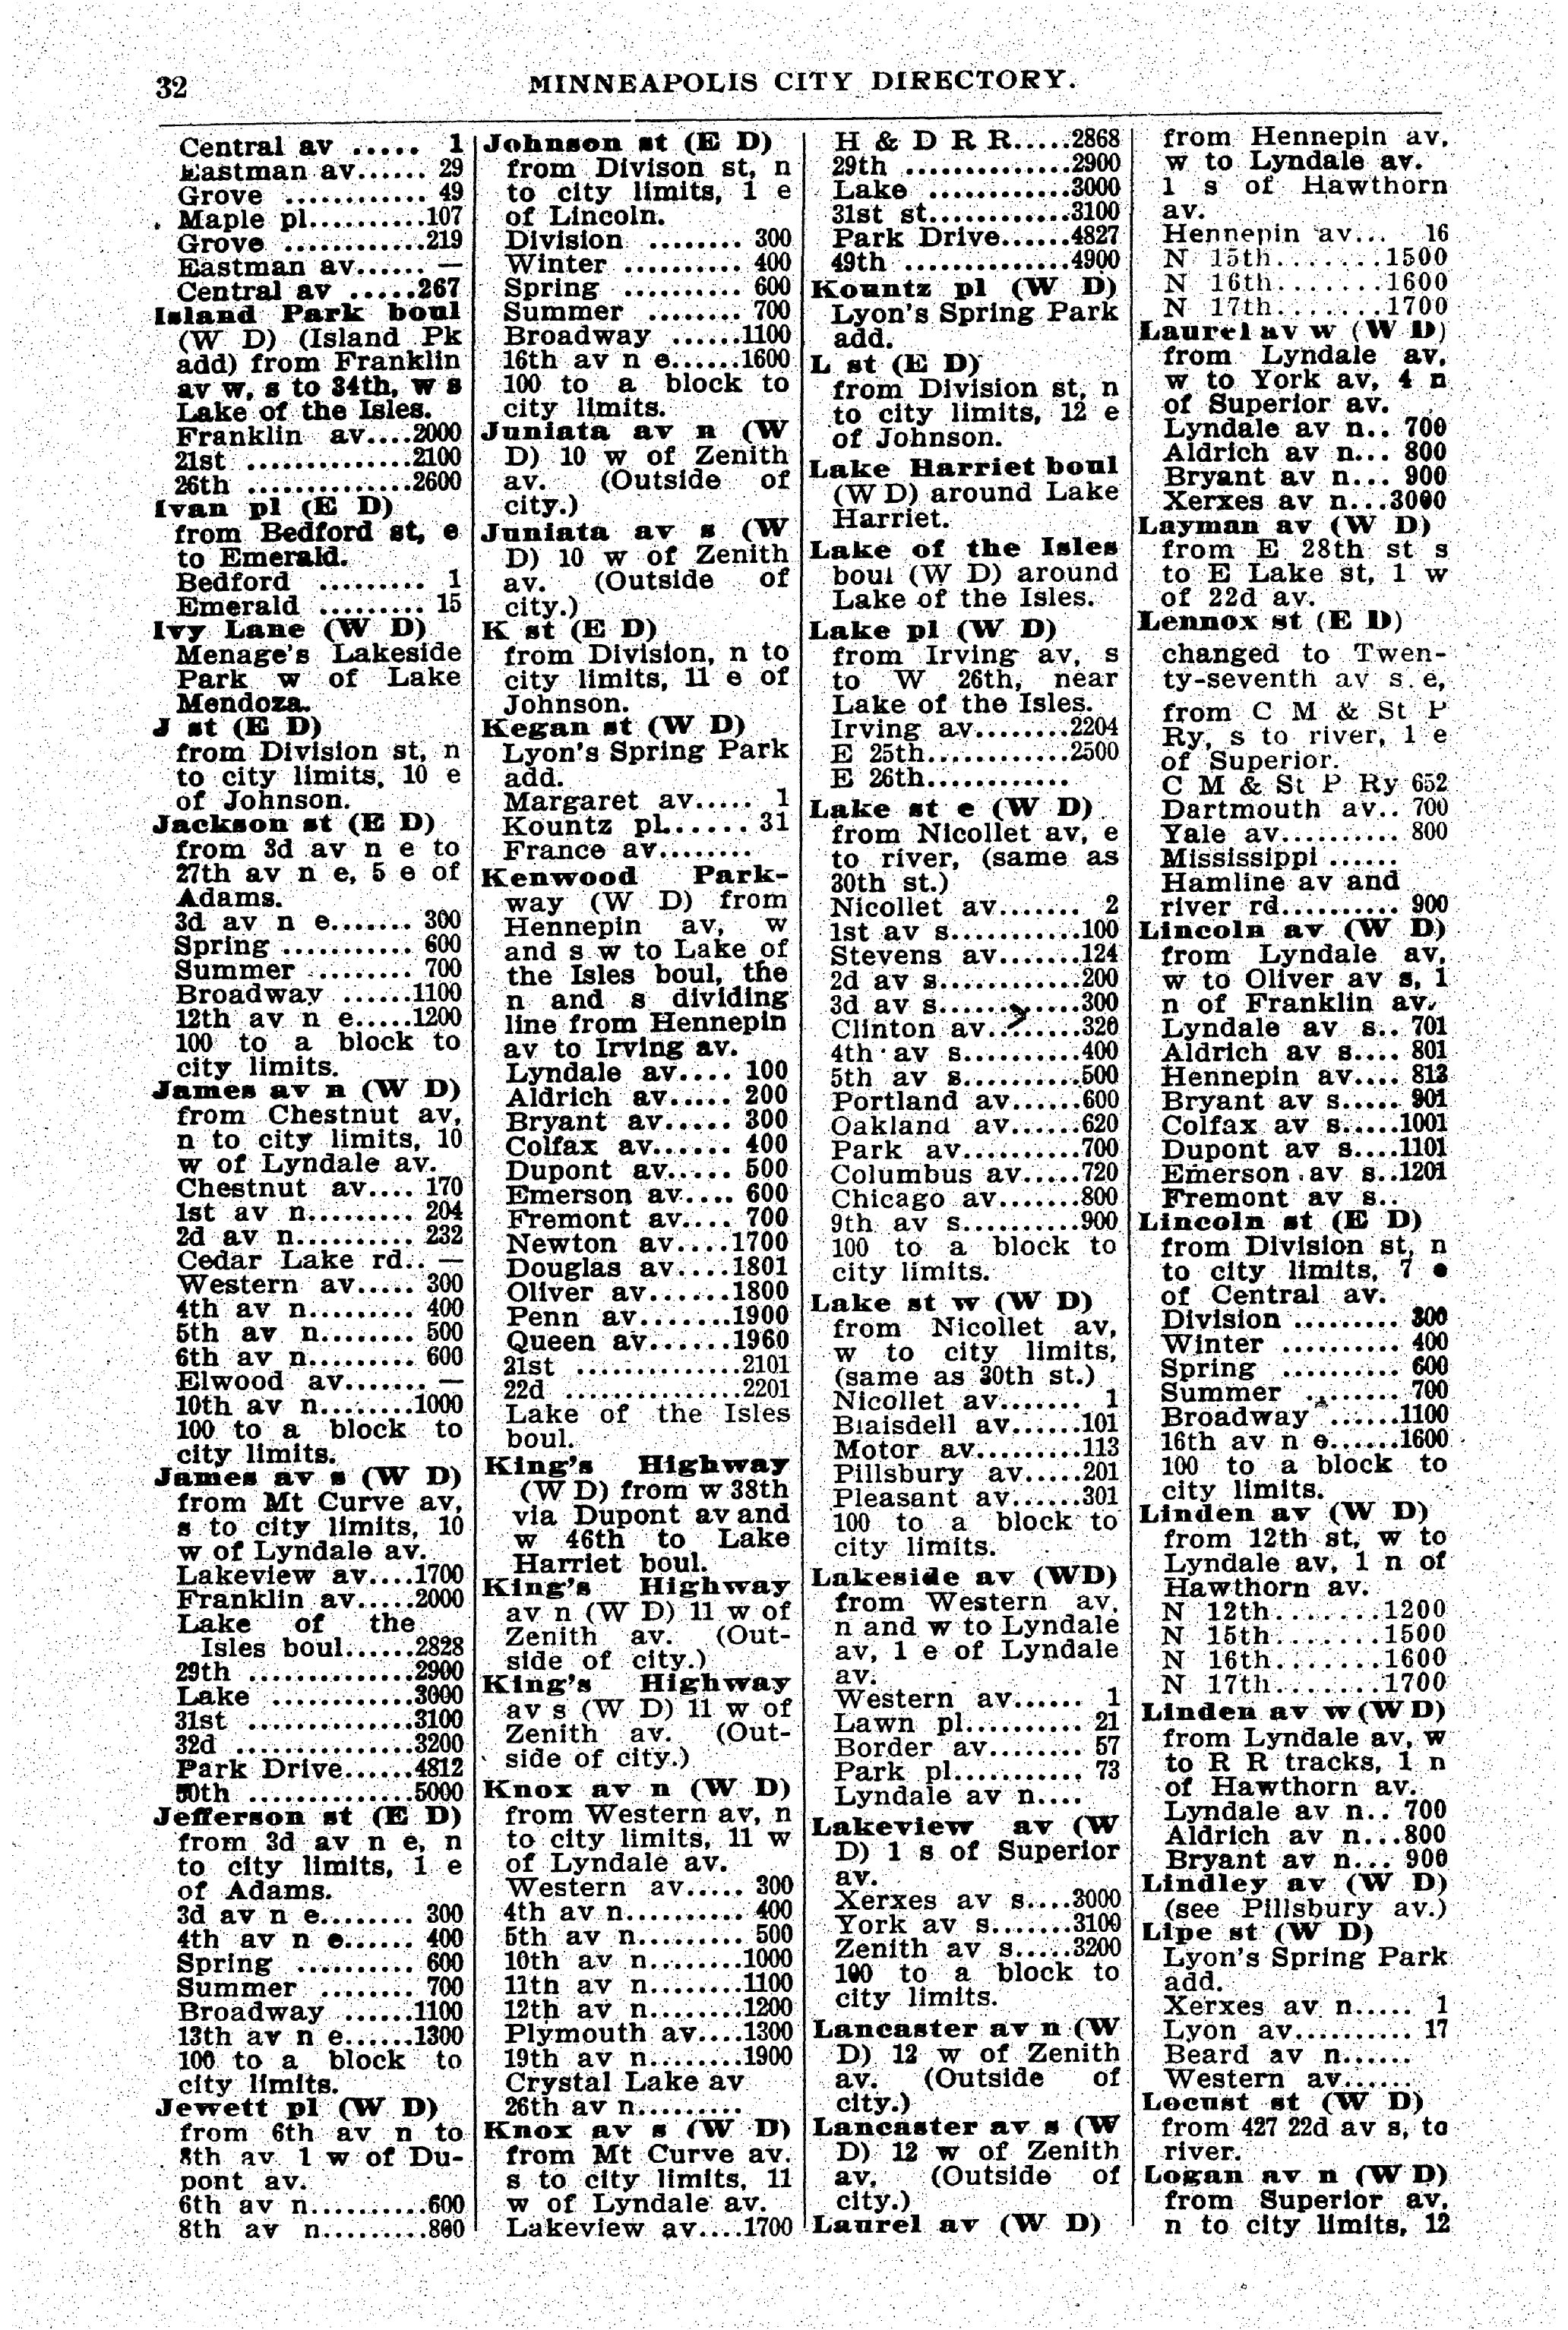 32
MINNEAPOLIS CITY DIRECTORY.
Central av ..... 1
Eastman av...... 29
Grove ............ 49
Maple pl..........107
Grove ............219
Eastman av...... —
Central av .....267
Island Park boul
(W D) (Island Pk
add) from Franklin
av w, s to 34th, w s
Lake of the Isles.
Franklin av....2000
21st ..............2100
26th ..............2600
Ivan pl (E D)
from Bedford st, e
to Emerald.
Bedford ......... 1
Emerald ......... 15
Ivy Lane (W D)
Menage's Lakeside
Park w of Lake
Mendoza.
J st (E D)
from Division st, n
to city limits, 10 e
of Johnson.
Jackson st (E D)
from 3d av n e to
27th av n e, 5 e of
Adams.
3d av n e....... 300
Spring ........... 600
Summer ......... 700
Broadway ......1100
12th av n e.....1200
100 to a block to
city limits.
James av n (W D)
from Chestnut av,
n to city limits, 10
w of Lyndale av.
Chestnut av.... 170
1st av n......... 204
2d av n.......... 232
Cedar Lake rd.. —
Western av..... 300
4th av n......... 400
5th av n........ 500
6th av n......... 600
Elwood av....... —
10th av n........1000
100 to a block to
city limits.
James av s (W D)
from Mt Curve av,
s to city limits, 10
w of Lyndale av.
Lakeview av....1700
Franklin av.....2000
Lake of the
Isles boul......2828
29th ..............2900
Lake ............3000
31st ..............3100
32d ...............3200
Park Drive......4812
50th ..............5000
Jefferson st (E D)
from 3d av n e, n
to city limits, 1 e
of Adams.
3d av n e........ 300
4th av n e...... 400
Spring .......... 600
Summer ........ 700
Broadway ......1100
13th av n e......1300
100 to a block to
city limits.
Jewett pl (W D)
from 6th av n to
8th av 1 w of Du-
pont av.
6th av n..........600
8th av n.........800
Johnson st (E D)
from Divison st, n
to city limits, 1 e
of Lincoln.
Division ........ 300
Winter .......... 400
Spring .......... 600
Summer ........ 700
Broadway ......1100
16th av n e......1600
100 to a block to
city limits.
Juniata av n (W
D) 10 w of Zenith
av. (Outside of
city.)
Juniata av s (W
D) 10 w of Zenith
av. (Outside of
city.)
K st (E D)
from Division, n to
city limits, 11 e of
Johnson.
Kegan st (W D)
Lyon's Spring Park
add.
Margaret av..... 1
Kountz pl...... 31
France av........
Kenwood Park-
way (W D) from
Hennepin av, w
and s w to Lake of
the Isles boul, the
n and s dividing
line from Hennepin
av to Irving av.
Lyndale av.... 100
Aldrich av..... 200
Bryant av..... 300
Colfax av...... 400
Dupont av..... 500
Emerson av.... 600
Fremont av.... 700
Newton av....1700
Douglas av....1801
Oliver av......1800
Penn av.......1900
Queen av......1960
21st ..............2101
22d ...............2201
Lake of the Isles
boul.
King's Highway
(W D) from w 38th
via Dupont av and
w 46th to Lake
Harriet boul.
King's Highway
av n (W D) 11 w of
Zenith av. (Out-
side of city.)
King's Highway
av s (W D) 11 w of
Zenith av. (Out-
side of city.)
Knox av n (W D)
from Western av, n
to city limits, 11 w
of Lyndale av.
Western av..... 300
4th av n.......... 400
5th av n......... 500
10th av n........1000
11th av n........1100
12th av n........1200
Plymouth av....1300
19th av n........1900
Crystal Lake av
26th av n.........
Knox av s (W D)
from Mt Curve av.
s to city limits, 11
w of Lyndale av.
Lakeview av....1700
H & D R R.....2868
29th ..............2900
Lake ............3000
31st st............3100
Park Drive......4827
49th ..............4900
Kountz pl (W D)
Lyon's Spring Park
add.
L st (E D)
from Division st, n
to city limits, 12 e
of Johnson.
Lake Harriet boul
(W D) around Lake
Harriet.
Lake of the Isles
boul (W D) around
Lake of the Isles.
Lake pl (W D)
from Irving av, s
to W 26th, near
Lake of the Isles.
Irving av........2204
E 25th............2500
E 26th............
Lake st e (W D)
from Nicollet av, e
to river, (same as
30th st.)
Nicollet av....... 2
1st av s...........100
Stevens av.......124
2d av s............200
3d av s............300
Clinton av........320
4th av s..........400
5th av s..........500
Portland av......600
Oakland av......620
Park av..........700
Columbus av.....720
Chicago av.......800
9th av s..........900
100 to a block to
city limits.
Lake st w (W D)
from Nicollet av,
w to city limits,
(same as 30th st.)
Nicollet av....... 1
Blaisdell av......101
Motor av.........113
Pillsbury av.....201
Pleasant av......301
100 to a block to
city limits.
Lakeside av (WD)
from Western av,
n and w to Lyndale
av, 1 e of Lyndale
av.
Western av...... 1
Lawn pl.......... 21
Border av........ 57
Park pl........... 73
Lyndale av n....
Lakeview av (W
D) 1 s of Superior
av.
Xerxes av s....3000
York av s.......3100
Zenith av s.....3200
100 to a block to
city limits.
Lancaster av n (W
D) 12 w of Zenith
av. (Outside of
city.)
Lancaster av s (W
D) 12 w of Zenith
av. (Outside of
city.)
Laurel av (W D)
from Hennepin av,
w to Lyndale av.
1 s of Hawthorn
av.
Hennepin av... 16
N 15th.......1500
N 16th.......1600
N 17th.......1700
Laurel av w (W D)
from Lyndale av,
w to York av, 4 n
of Superior av.
Lyndale av n.. 700
Aldrich av n... 800
Bryant av n... 900
Xerxes av n...3000
Layman av (W D)
from E 28th st s
to E Lake st, 1 w
of 22d av.
Lennox st (E D)
changed to Twen-
ty-seventh av s e,
from C M & St P
Ry, s to river, 1 e
of Superior.
C M & St P Ry 652
Dartmouth av.. 700
Yale av.......... 800
Mississippi ......
Hamline av and
river rd.......... 900
Lincoln av (W D)
from Lyndale av,
w to Oliver av s, 1
n of Franklin av.
Lyndale av s.. 701
Aldrich av s.... 801
Hennepin av.... 813
Bryant av s..... 901
Colfax av s.....1001
Dupont av s....1101
Emerson av s..1201
Fremont av s..
Lincoln st (E D)
from Division st, n
to city limits, 7 e
of Central av.
Division ......... 300
Winter .......... 400
Spring .......... 600
Summer ........ 700
Broadway ......1100
16th av n e......1600
100 to a block to
city limits.
Linden av (W D)
from 12th st, w to
Lyndale av, 1 n of
Hawthorn av.
N 12th.......1200
N 15th.......1500
N 16th.......1600
N 17th.......1700
Linden av w (W D)
from Lyndale av, w
to R R tracks, 1 n
of Hawthorn av.
Lyndale av n.. 700
Aldrich av n...800
Bryant av n... 900
Lindley av (W D)
(see Pillsbury av.)
Lipe st (W D)
Lyon's Spring Park
add.
Xerxes av n..... 1
Lyon av.......... 17
Beard av n......
Western av......
Locust st (W D)
from 427 22d av s, to
river.
Logan av n (W D)
from Superior av,
n to city limits, 12